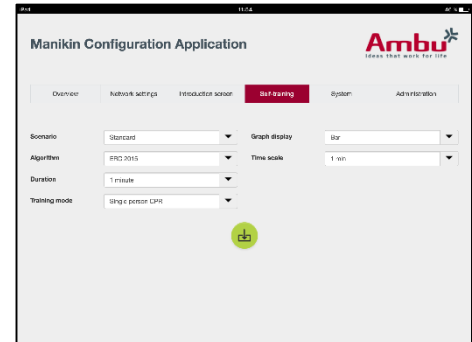 iPad 11:04
Manikin Configuration Application
Ambu
Ideas that work for life
Overview Network settings Introduction screen Self-training System Administration
Scenario Standard Graph display Bar
Algorithm ERC 2015 Time scale 1 min
Duration 1 minute
Training mode Single person CPR